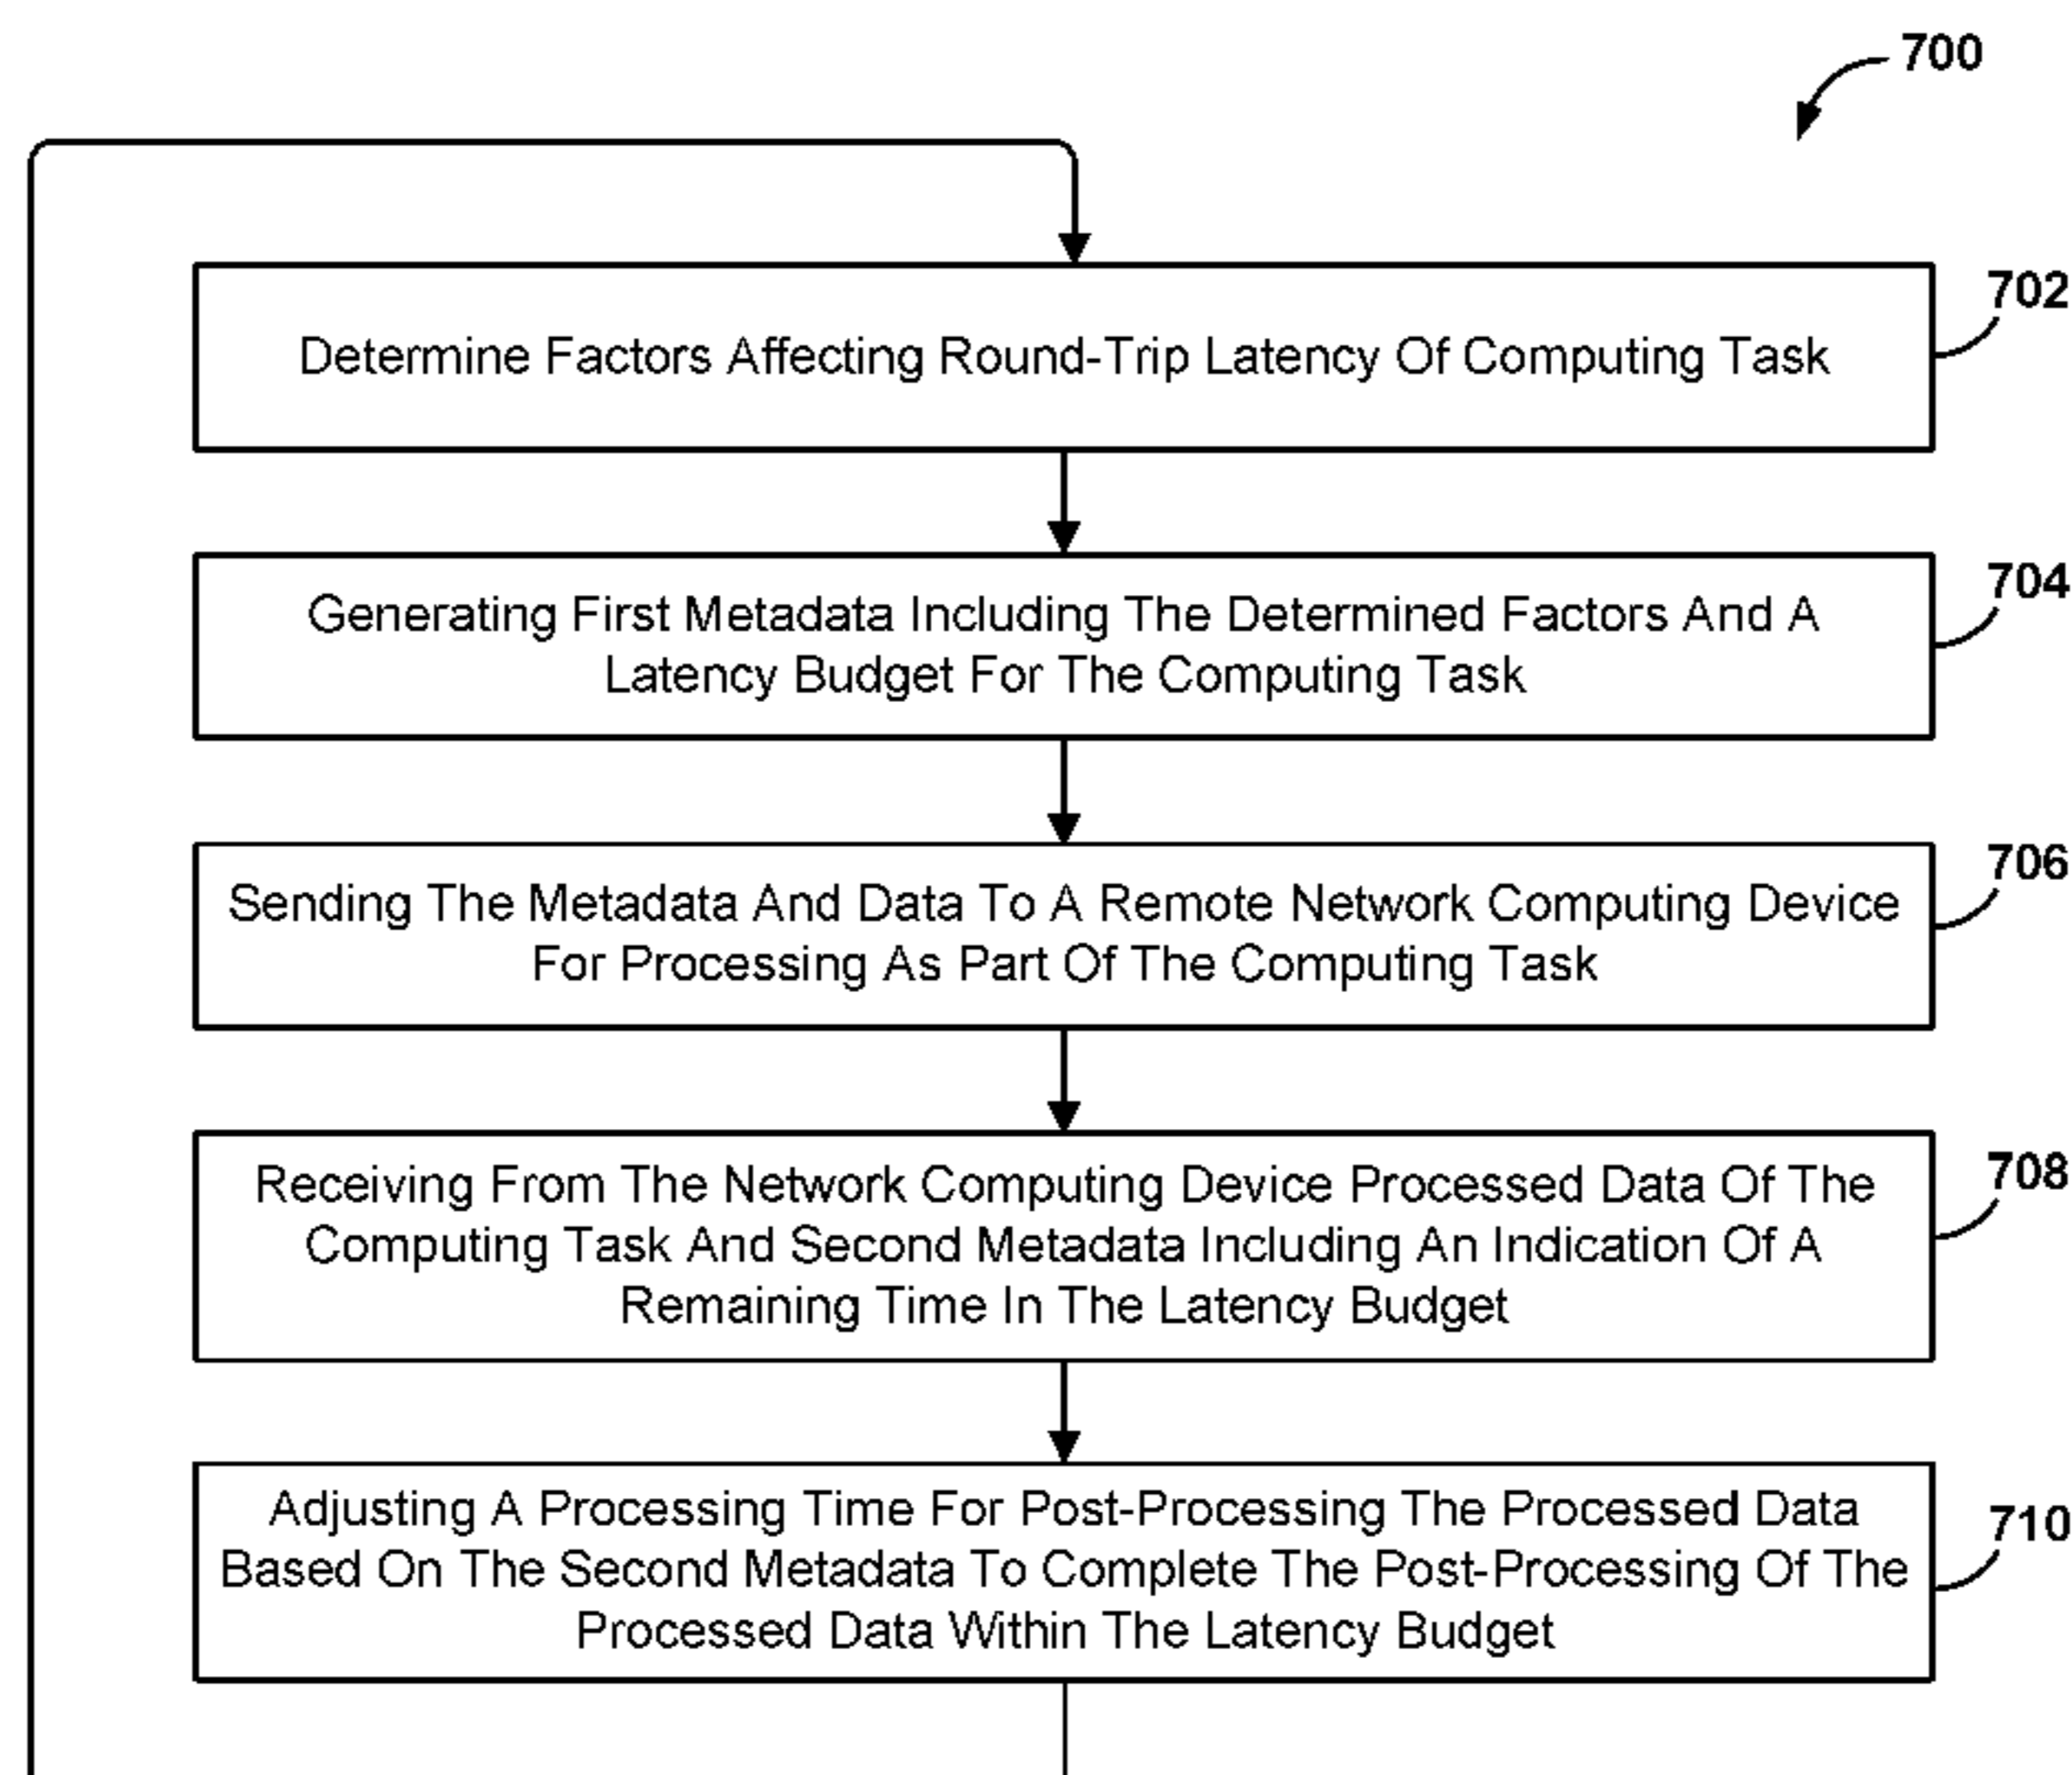 700
Determine Factors Affecting Round-Trip Latency Of Computing Task
702
Generating First Metadata Including The Determined Factors And A
Latency Budget For The Computing Task
704
Sending The Metadata And Data To A Remote Network Computing Device
For Processing As Part Of The Computing Task
706
Receiving From The Network Computing Device Processed Data Of The
Computing Task And Second Metadata Including An Indication Of A
Remaining Time In The Latency Budget
708
Adjusting A Processing Time For Post-Processing The Processed Data
Based On The Second Metadata To Complete The Post-Processing Of The
Processed Data Within The Latency Budget
710